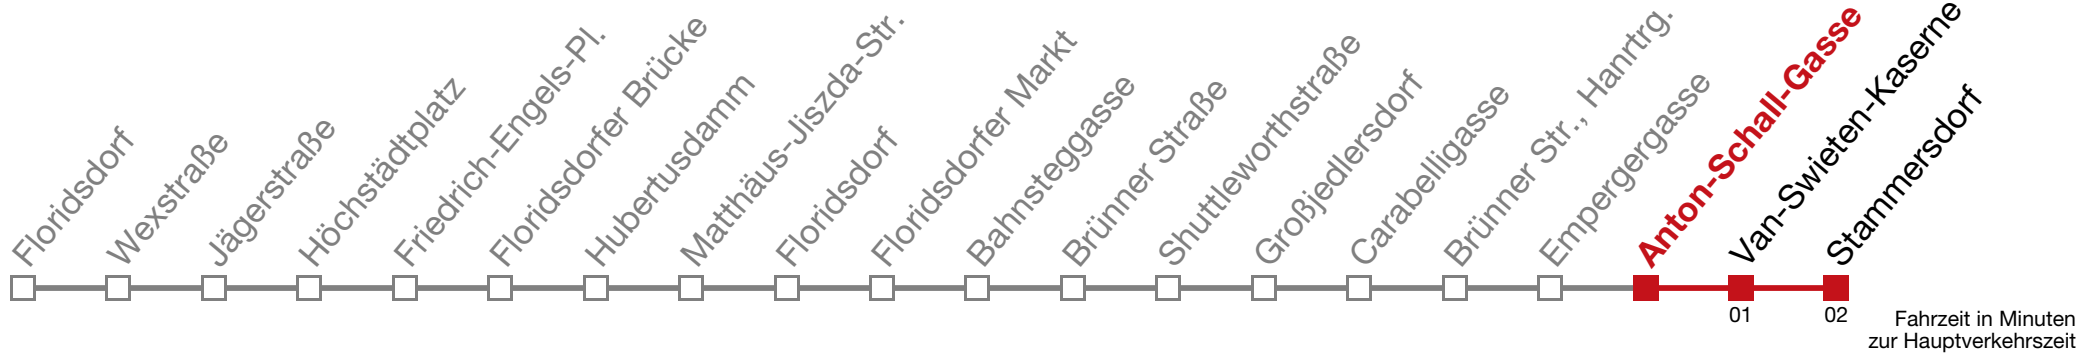 Floridsdorf
Wexstraße
Jägerstraße
Höchstädtplatz
Friedrich-Engels-Pl.
Floridsdorfer Brücke
Hubertusdamm
Matthäus-Jiszda-Str.
Floridsdorf
Floridsdorfer Markt
Bahnsteggasse
Brünner Straße
Shuttleworthstraße
Großjedlersdorf
Carabelligasse
Brünner Str., Hanrtrg.
Empergergasse
Anton-Schall-Gasse
Van-Swieten-Kaserne
Stammersdorf
01
02
Fahrzeit in Minuten
zur Hauptverkehrszeit